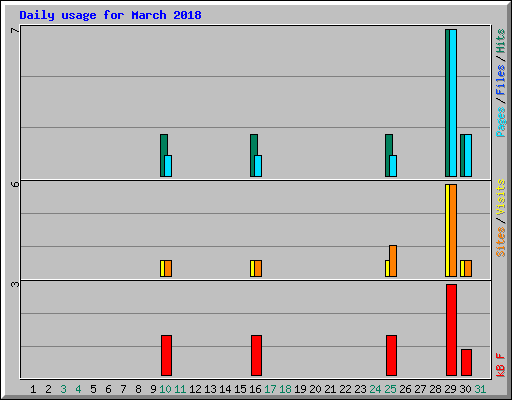 Daily usage for March 2018
7
6
3
Pages / Files / Hits
Sites / Visits
kB F
1 2 3 4 5 6 7 8 9 10 11 12 13 14 15 16 17 18 19 20 21 22 23 24 25 26 27 28 29 30 31